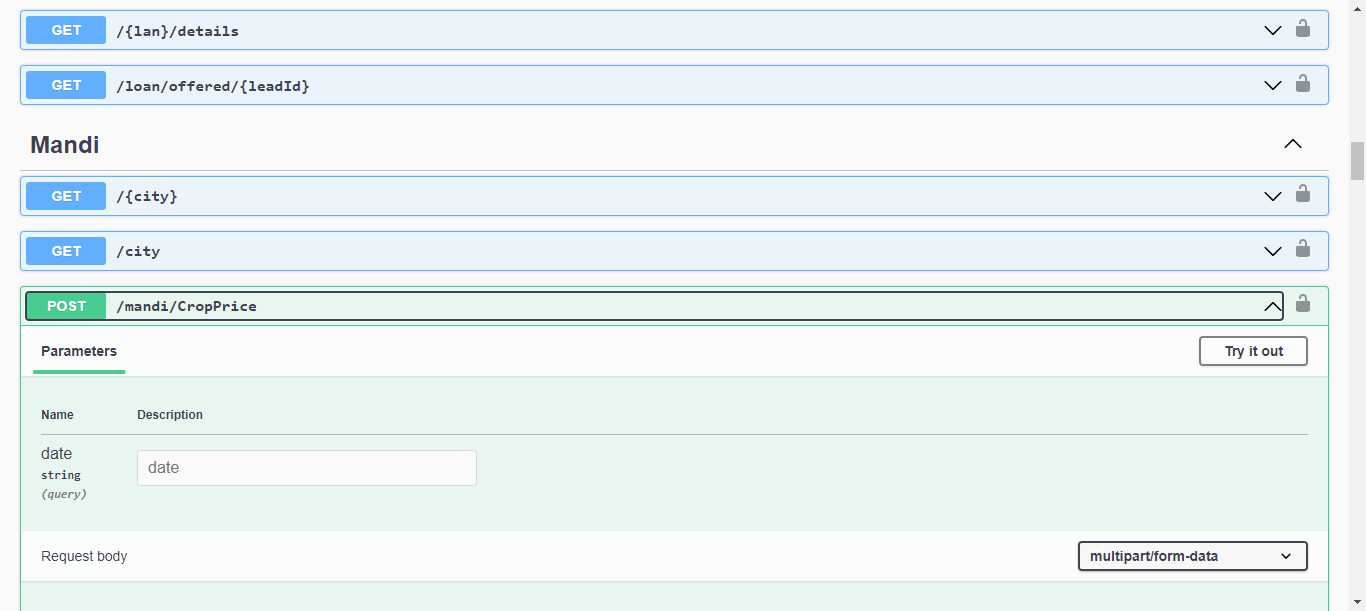 GET /{lan}/details
GET /loan/offered/{leadId}
Mandi
GET /{city}
GET /city
POST /mandi/CropPrice
Parameters Try it out
Name Description
date date
string
(query)
Request body multipart/form-data